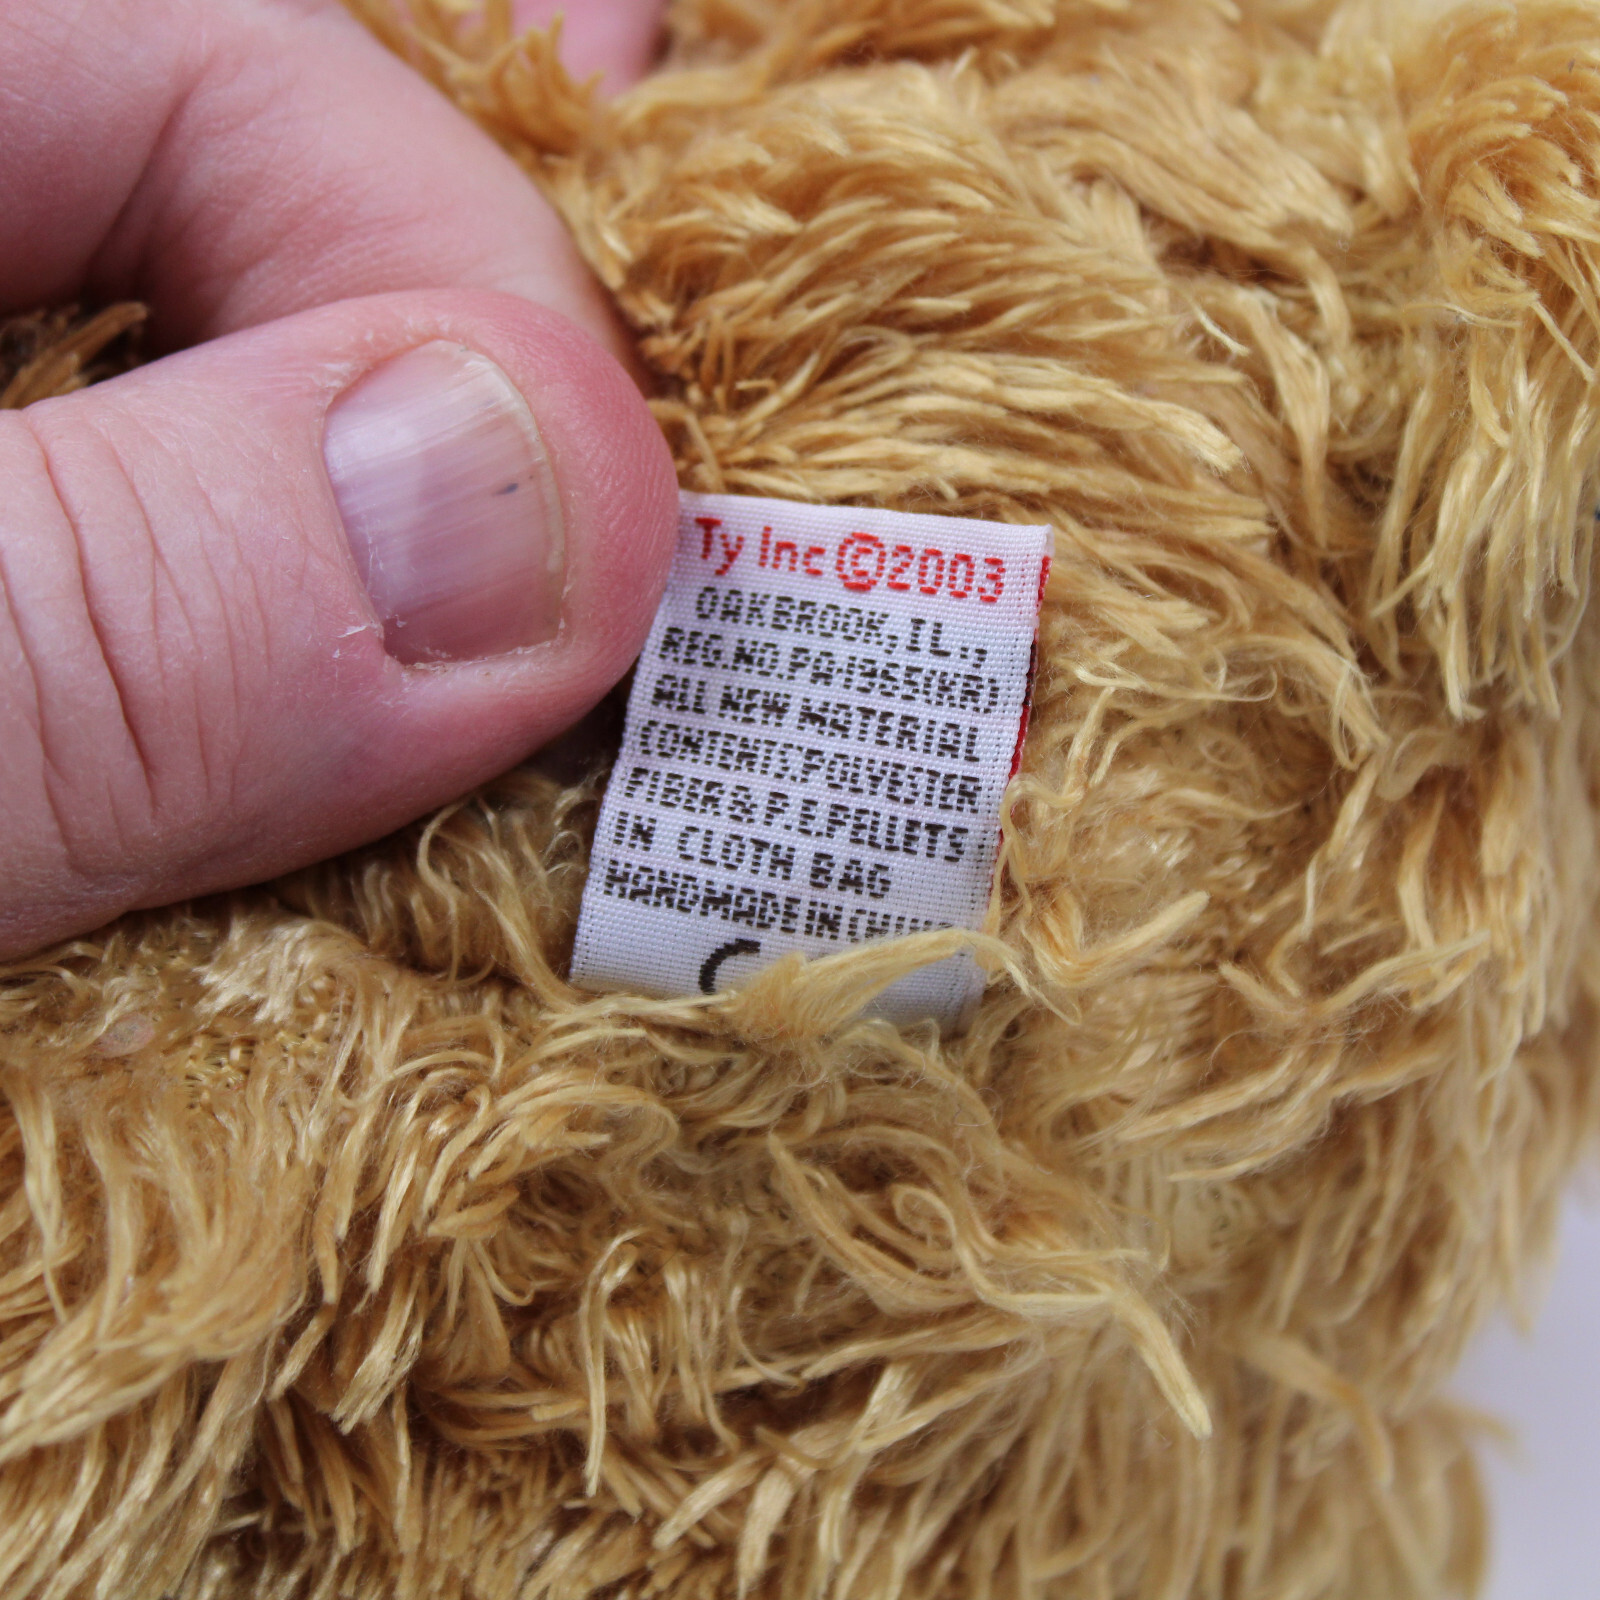 Ty Inc ©2003
OAKBROOK, IL.,
REG.NO.PA-1965(KR)
ALL NEW MATERIAL
CONTENTS:POLYESTER
FIBER & P.E.PELLETS
IN CLOTH BAG
HANDMADE IN CHINA